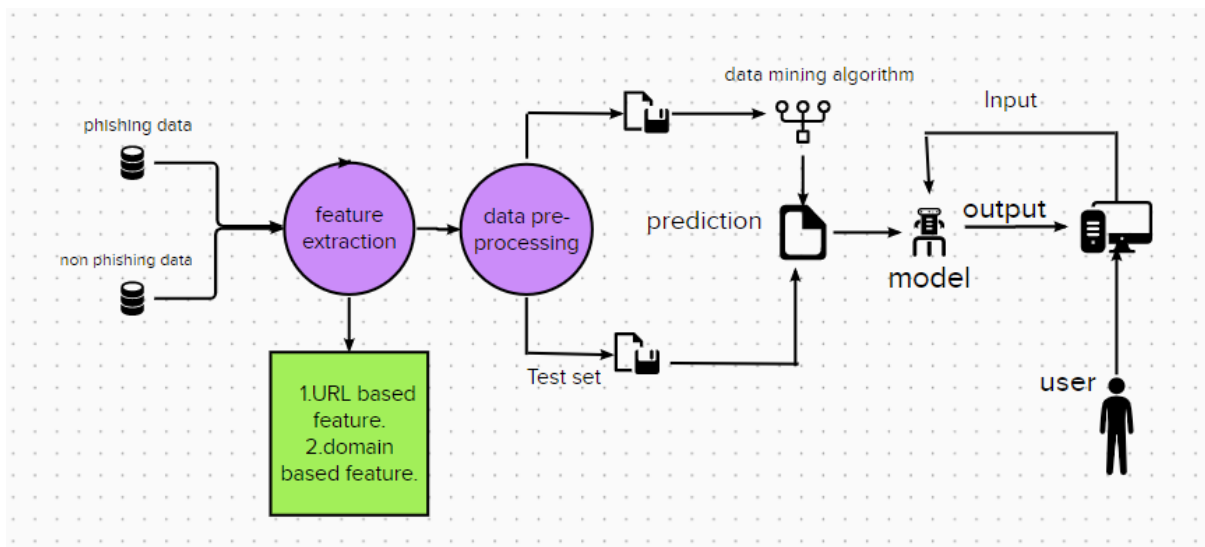 phishing data
non phishing data
feature
extraction
1.URL based
feature.
2.domain
based feature.
data pre-
processing
Test set
data mining algorithm
prediction
model
Input
output
user